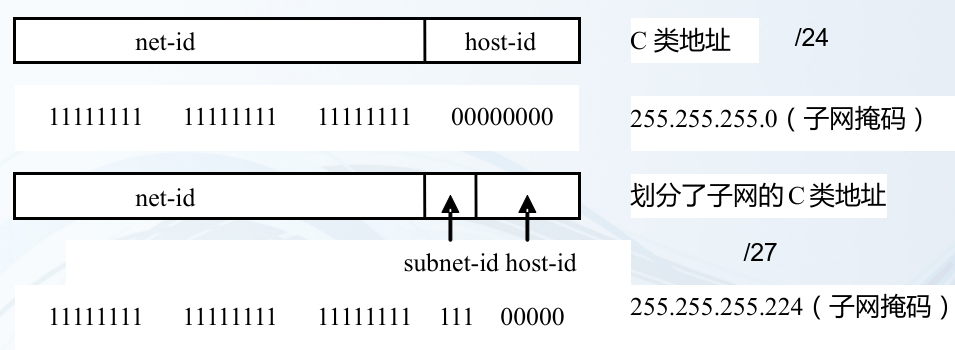 net-id host-id C 类地址 /24
11111111 11111111 11111111 00000000 255.255.255.0（子网掩码）
net-id 划分了子网的C 类地址
subnet-id host-id /27
11111111 11111111 11111111 111 00000 255.255.255.224（子网掩码）